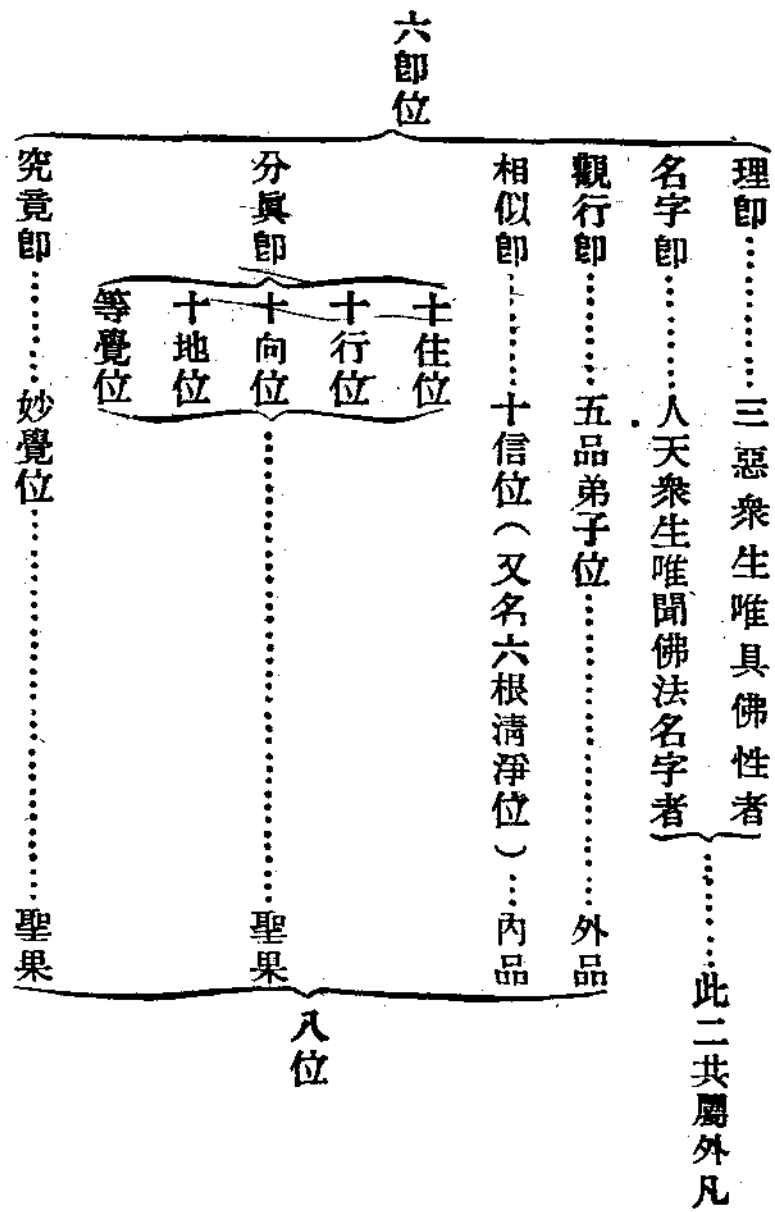 六卽位
理卽…………三惡衆生唯具佛性者
名字卽…………人天衆生唯聞佛法名字者
此二共屬外凡
觀行卽…………五品弟子位…………外品
相似卽…………十信位（又名六根淸淨位）…內品
分眞卽
十住位
十行位
十向位
十地位
等覺位
…………聖果
究竟卽…………妙覺位…………聖果
八位